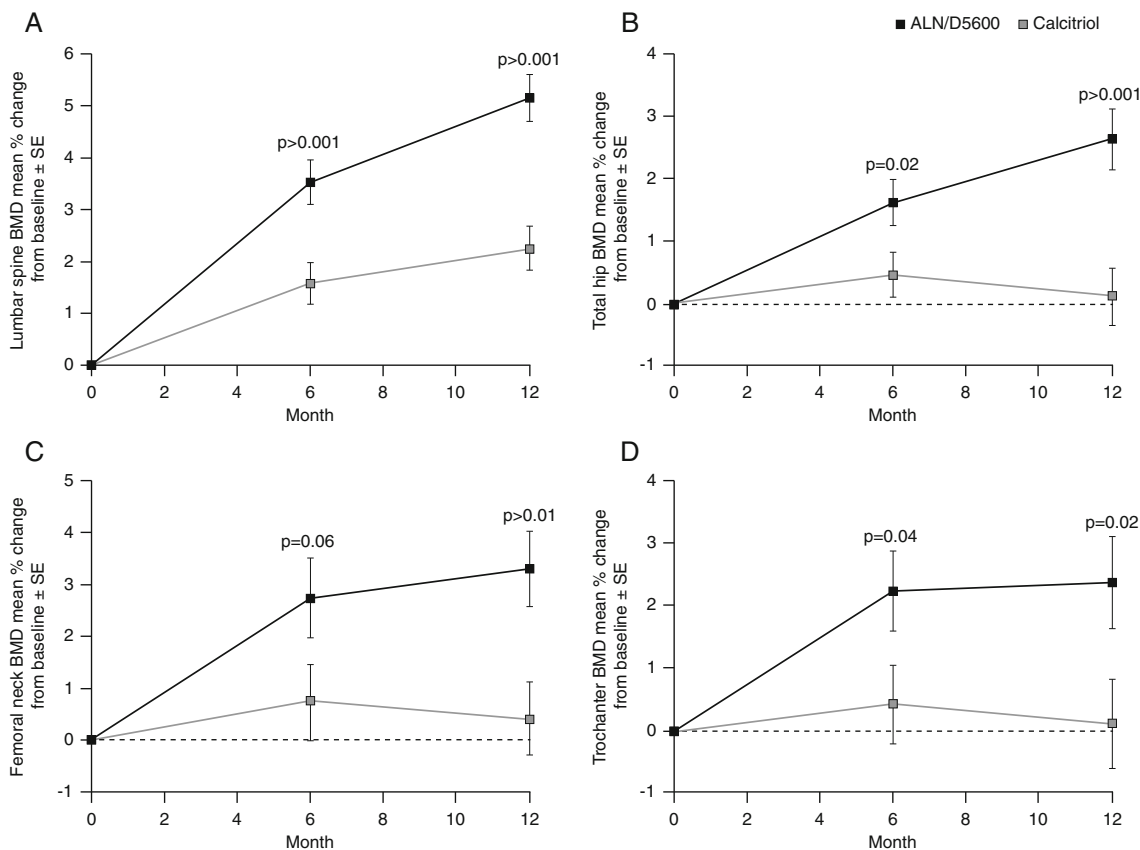 A
B
ALN/D5600 Calcitriol
Lumbar spine BMD mean % change
from baseline ± SE
6
5
4
3
2
1
0
p>0.001
p>0.001
0 2 4 6 8 10 12
Month
Total hip BMD mean % change
from baseline ± SE
4
3
2
1
0
-1
p=0.02
p>0.001
0 2 4 6 8 10 12
Month
C
Femoral neck BMD mean % change
from baseline ± SE
5
4
3
2
1
0
-1
p=0.06
p>0.01
0 2 4 6 8 10 12
Month
D
Trochanter BMD mean % change
from baseline ± SE
4
3
2
1
0
-1
p=0.04
p=0.02
0 2 4 6 8 10 12
Month